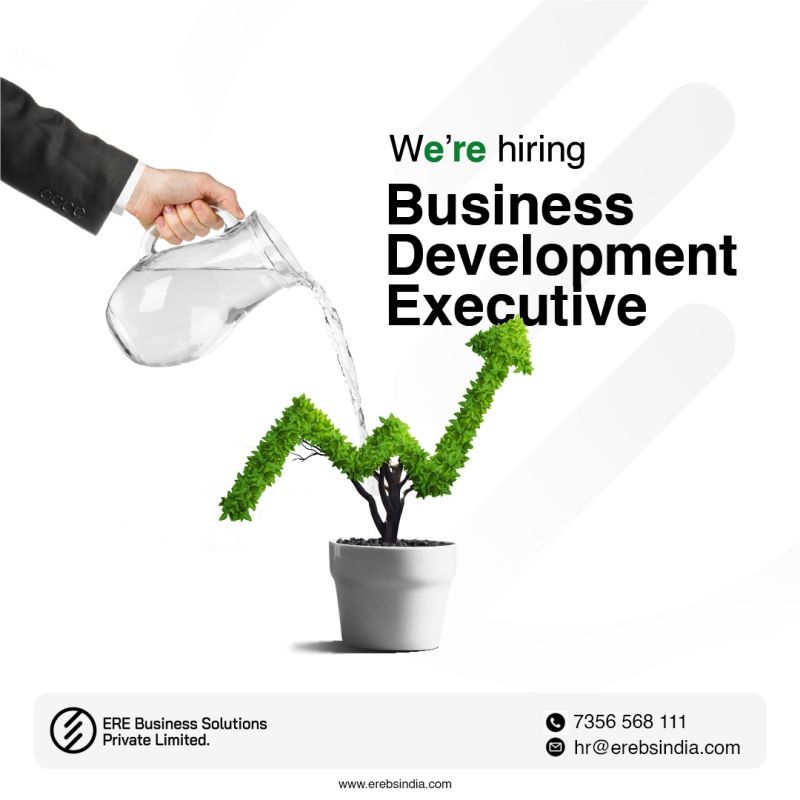 We're hiring
Business
Development
Executive
ERE Business Solutions
Private Limited.
7356 568 111
hr@erebsindia.com
www.erebsindia.com